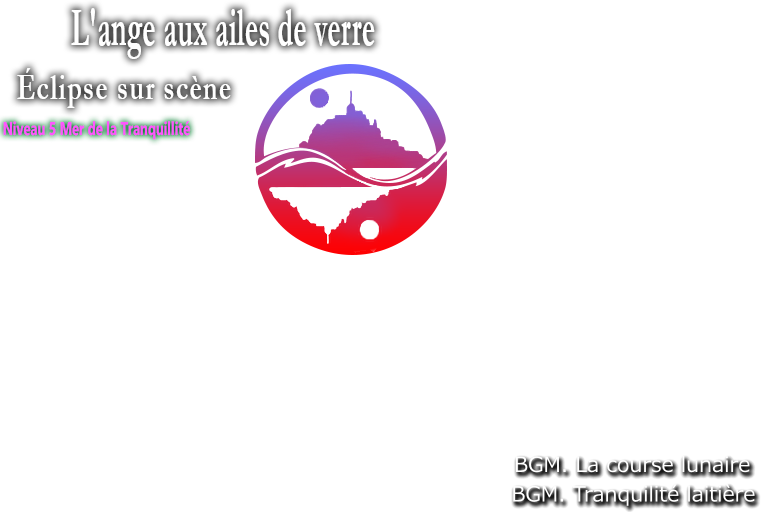 L'ange aux ailes de verre
Éclipse sur scène
Niveau 5 Mer de la Tranquillité
BGM. La course lunaire
BGM. Tranquilité laitière